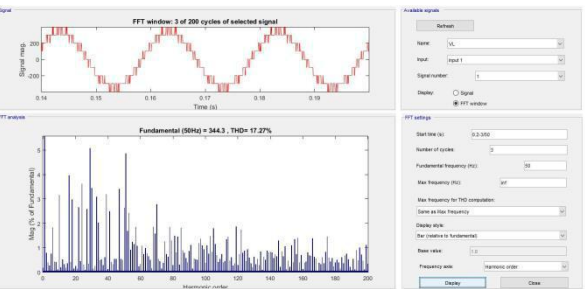 Signal
FFT window: 3 of 200 cycles of selected signal
Signal mag.
200
0
-200
0.14 0.15 0.16 0.17 0.18 0.19
Time (s)
FFT analysis
Fundamental (50Hz) = 344.3 , THD= 17.27%
Mag (% of Fundamental)
5
4
3
2
1
0
0 20 40 60 80 100 120 140 160 180 200
Harmonic order
Available signals
Refresh
Name: VL
Input: input 1
Signal number: 1
Display: Signal
FFT window
FFT settings
Start time (s): 0.2-3/50
Number of cycles: 3
Fundamental frequency (Hz): 50
Max frequency (Hz): inf
Max frequency for THD computation:
Same as Max frequency
Display style:
Bar (relative to fundamental)
Base value: 1.0
Frequency axis: Harmonic order
Display Close